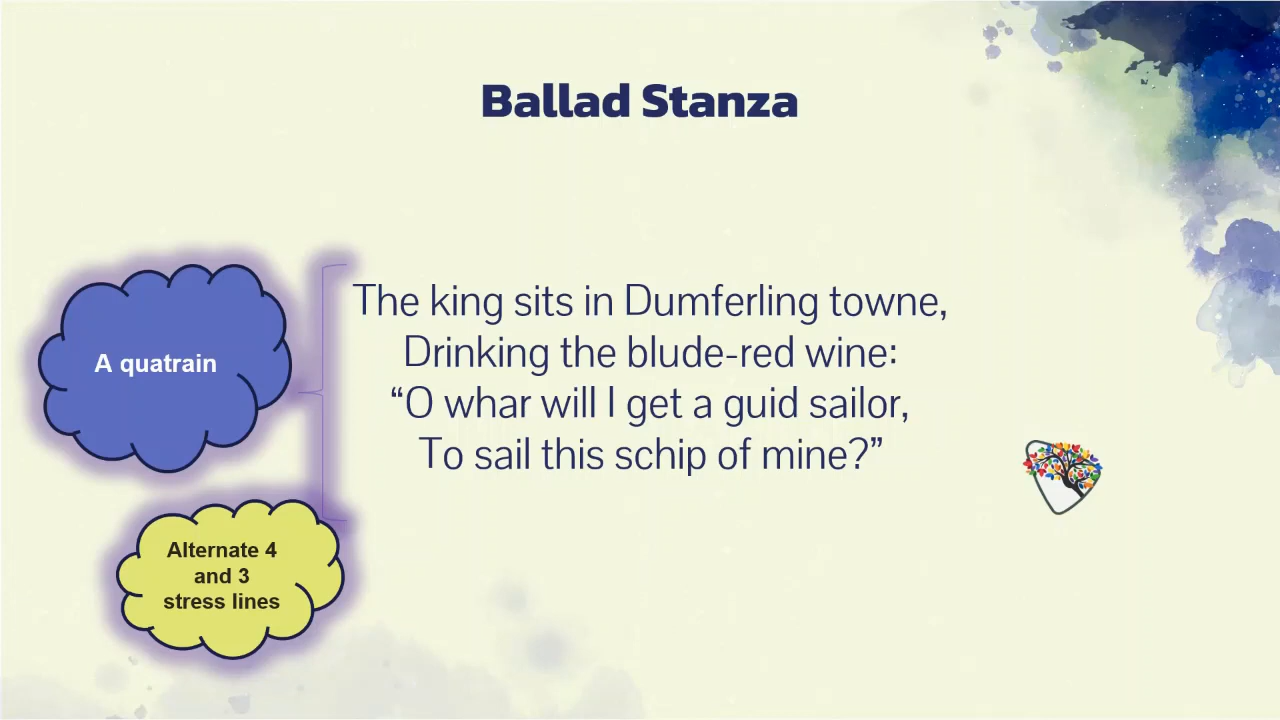 Ballad Stanza
A quatrain
The king sits in Dumferling towne,
Drinking the blude-red wine:
“O whar will I get a guid sailor,
To sail this schip of mine?”
Alternate 4
and 3
stress lines